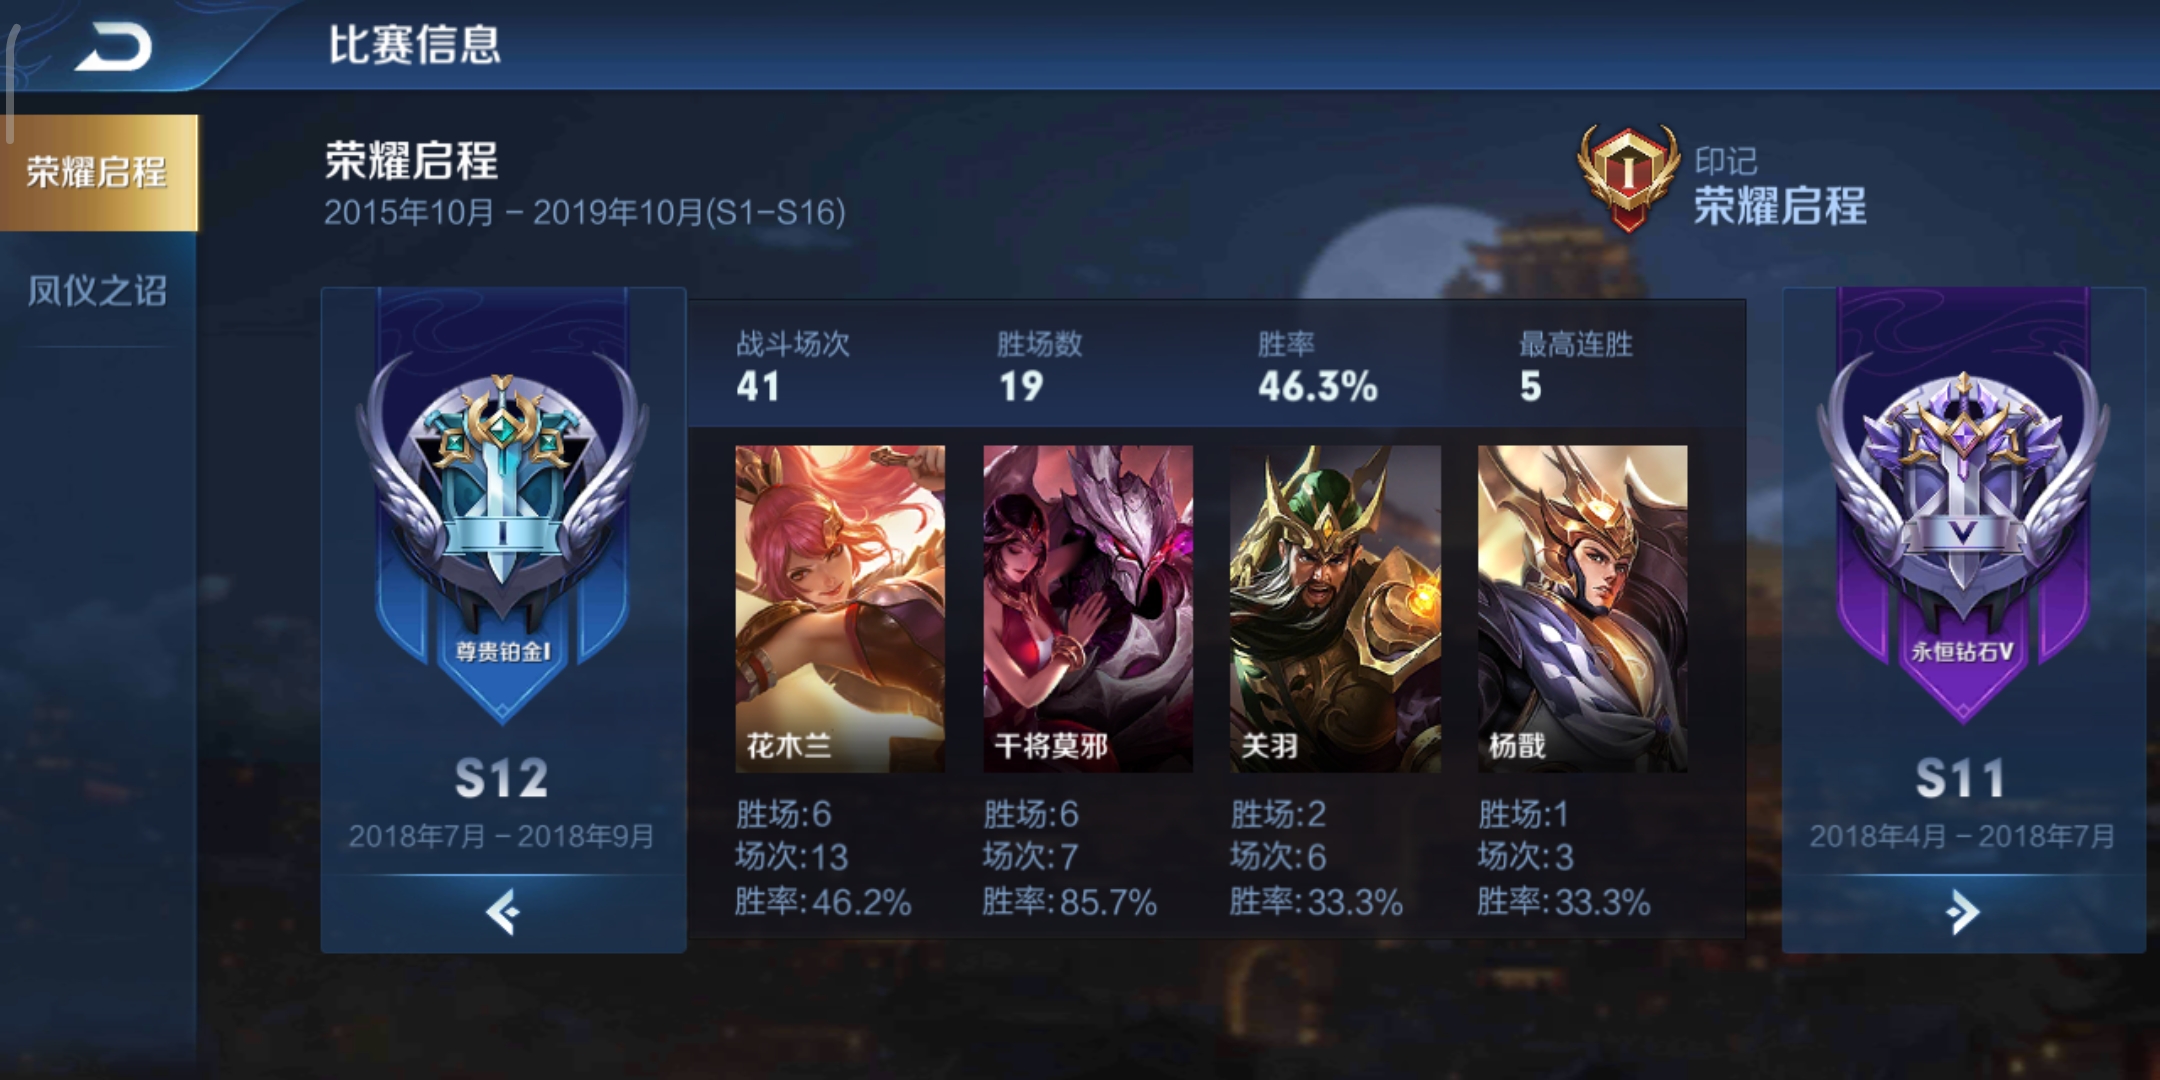 比赛信息
荣耀启程
凤仪之诏
荣耀启程
2015年10月 – 2019年10月(S1–S16)
I
印记
荣耀启程
I
尊贵铂金I
S12
2018年7月 – 2018年9月
战斗场次
41
胜场数
19
胜率
46.3%
最高连胜
5
花木兰
胜场:6
场次:13
胜率:46.2%
干将莫邪
胜场:6
场次:7
胜率:85.7%
关羽
胜场:2
场次:6
胜率:33.3%
杨戬
胜场:1
场次:3
胜率:33.3%
V
永恒钻石V
S11
2018年4月 – 2018年7月